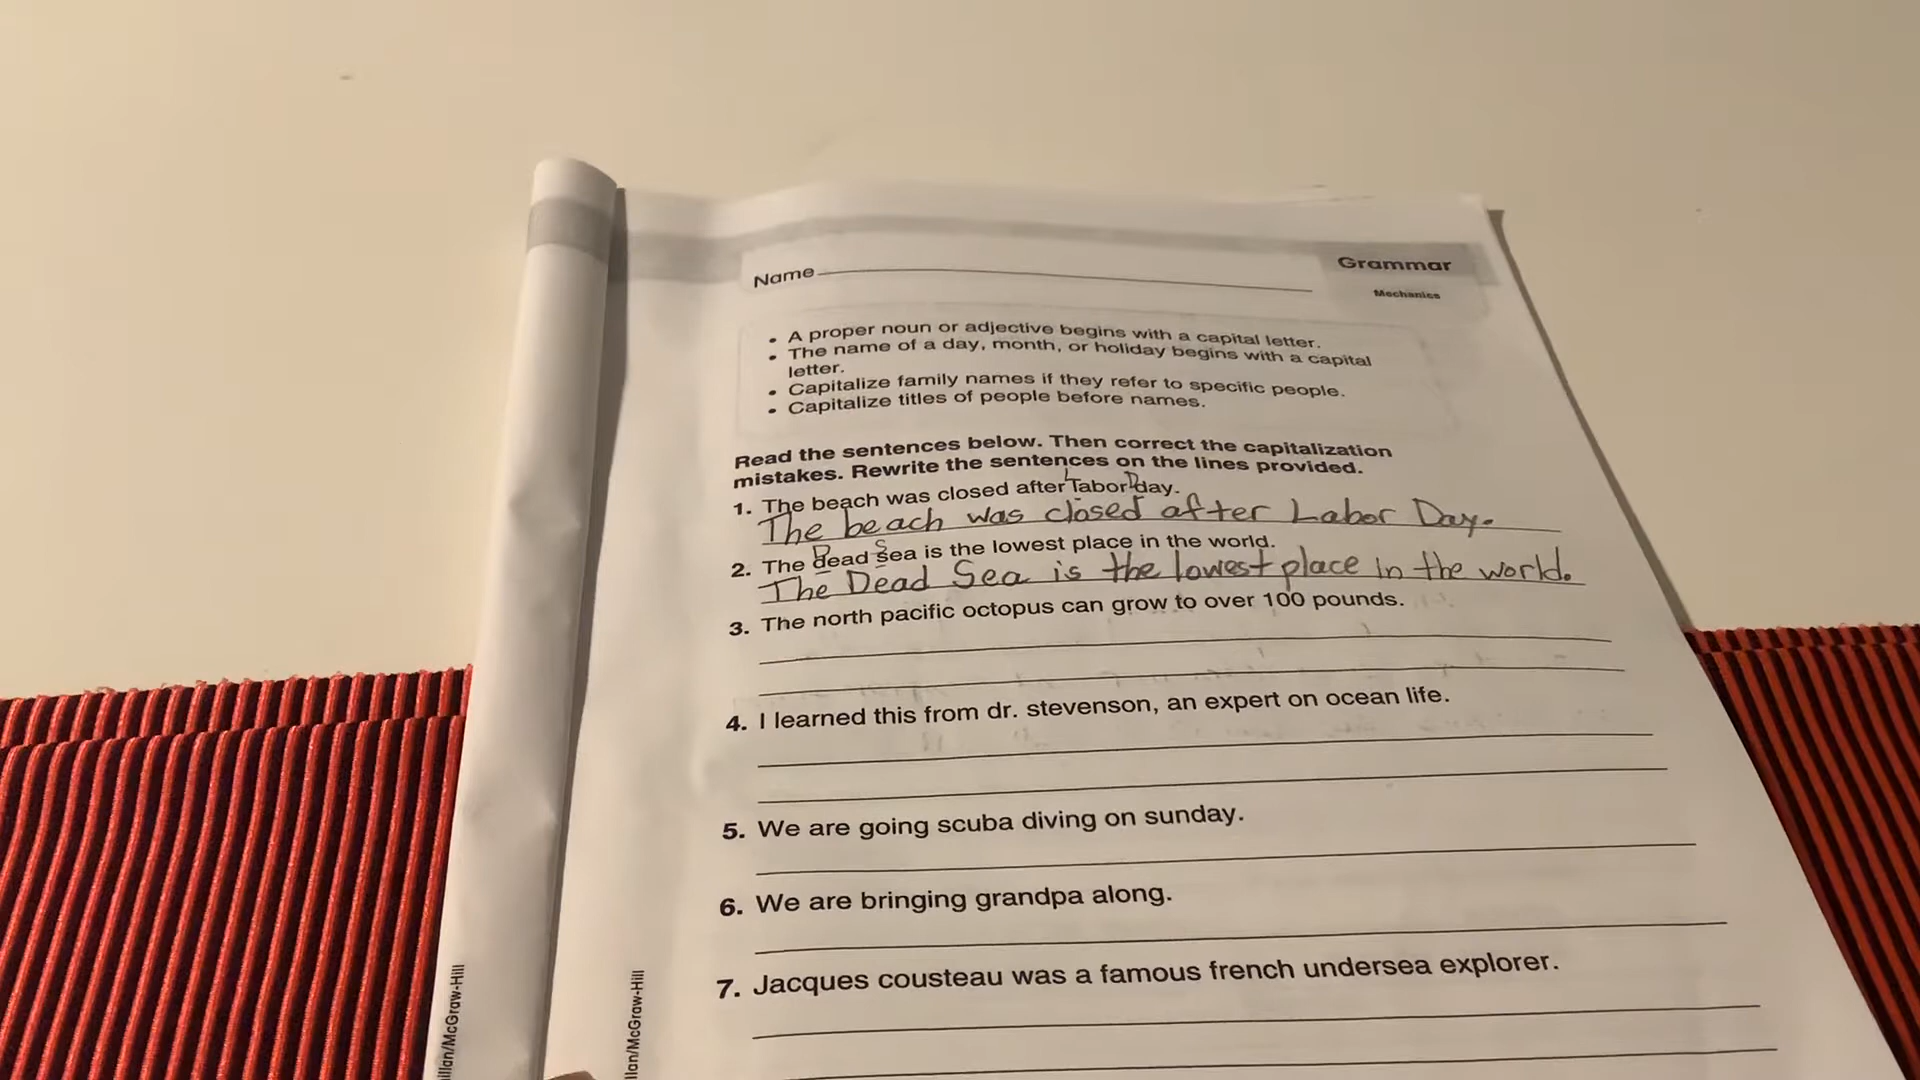 Name
Grammar
Mechanics
• A proper noun or adjective begins with a capital letter.
• The name of a day, month, or holiday begins with a capital
letter.
• Capitalize family names if they refer to specific people.
• Capitalize titles of people before names.
Read the sentences below. Then correct the capitalization
mistakes. Rewrite the sentences on the lines provided.
L D
1. The beach was closed after labor day.
The beach was closed after Labor Day.
D S
2. The dead sea is the lowest place in the world.
The Dead Sea is the lowest place in the world.
3. The north pacific octopus can grow to over 100 pounds.
4. I learned this from dr. stevenson, an expert on ocean life.
5. We are going scuba diving on sunday.
6. We are bringing grandpa along.
7. Jacques cousteau was a famous french undersea explorer.
illan/McGraw-Hill
llan/McGraw-Hill